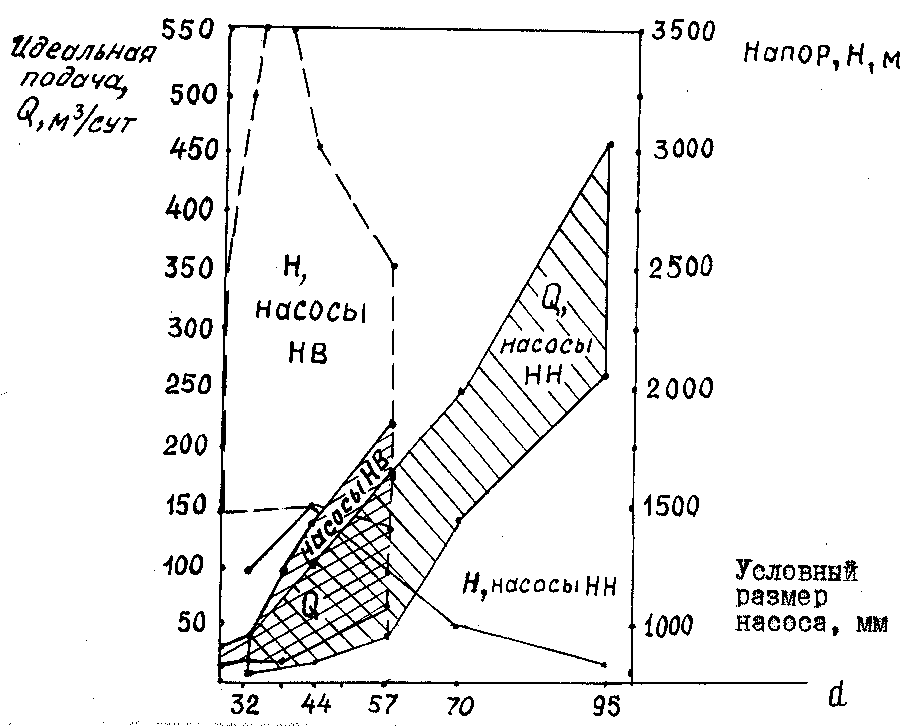 550
Идеальная
подача,
Q, м³/сут
500
450
400
350
300
250
200
150
100
50
3500
Напор, Н, м
3000
2500
2000
1500
1000
Н,
насосы
НВ
Q,
насосы
НН
насосы НВ
Q
Н, насосы НН
Условный
размер
насоса, мм
32 44 57 70 95 d